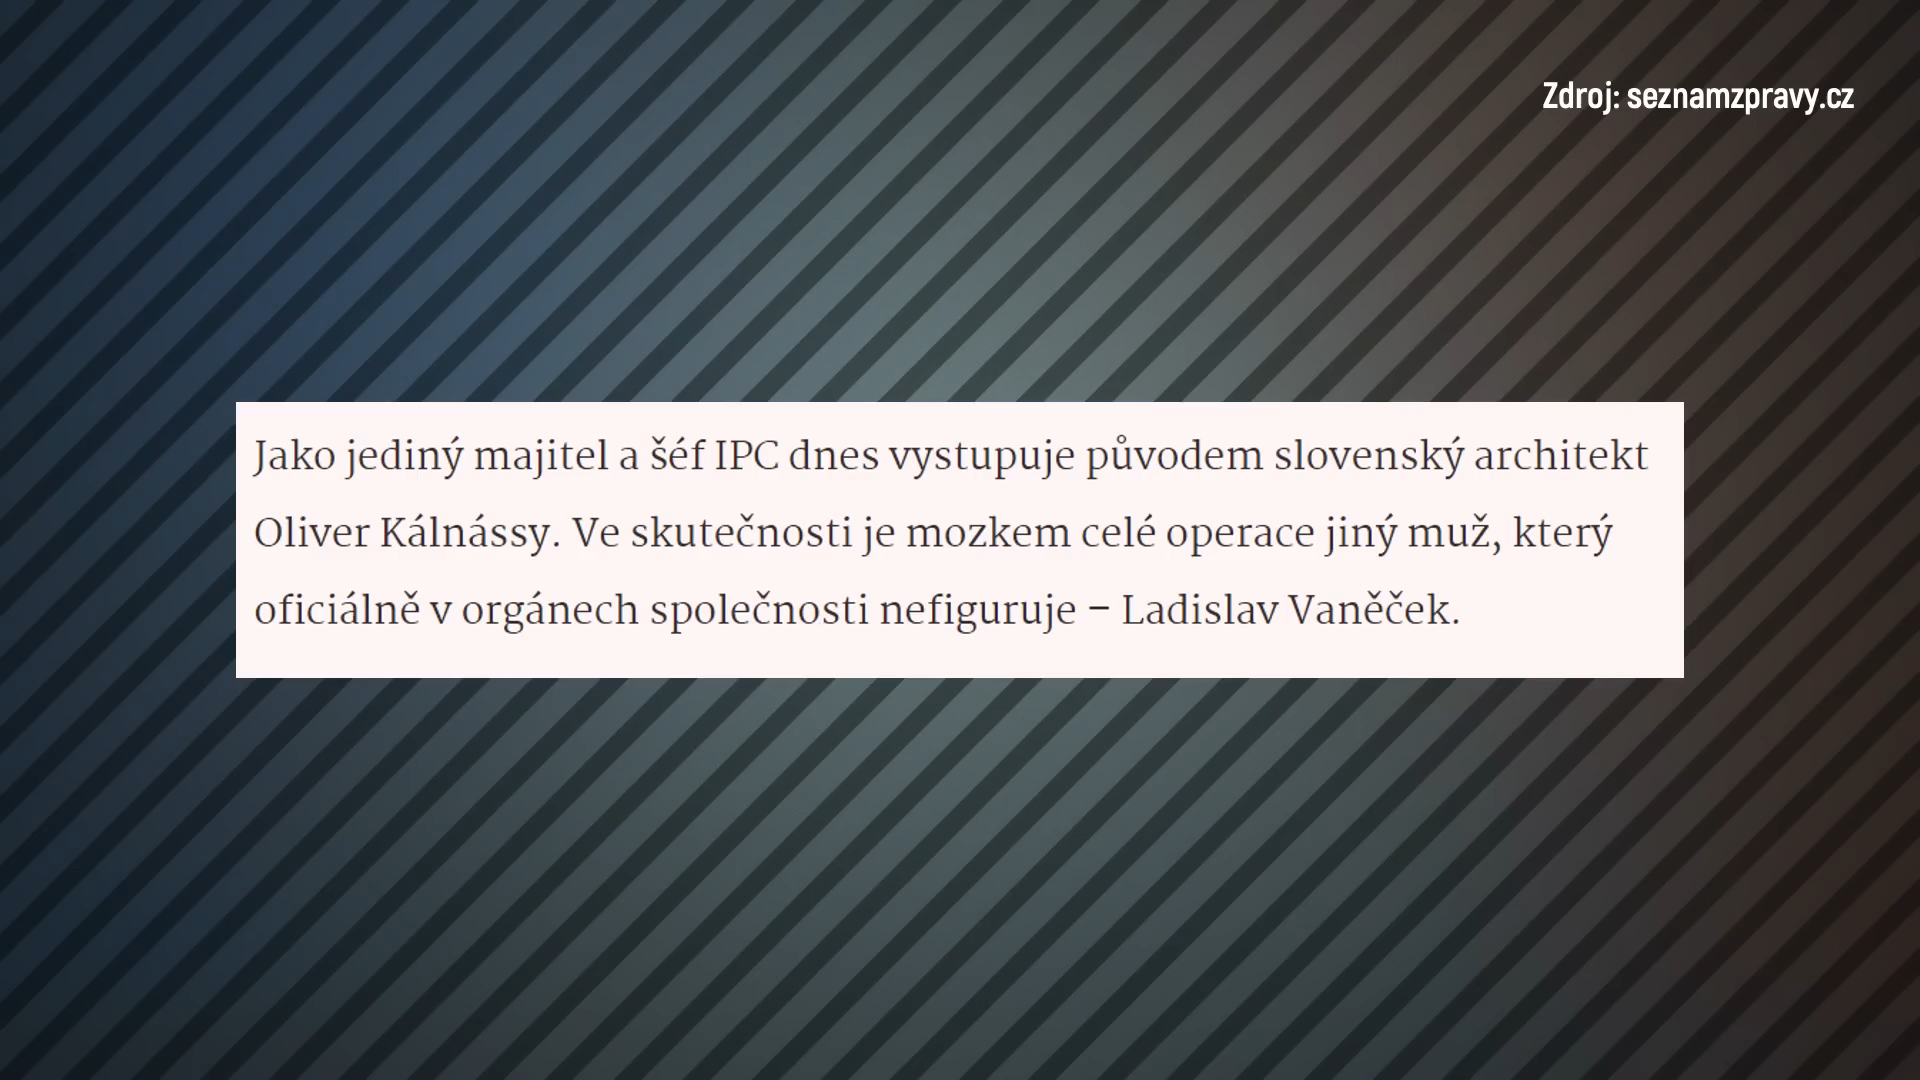 Zdroj: seznamzpravy.cz
Jako jediný majitel a šéf IPC dnes vystupuje původem slovenský architekt
Oliver Kálnássy. Ve skutečnosti je mozkem celé operace jiný muž, který
oficiálně v orgánech společnosti nefiguruje – Ladislav Vaněček.